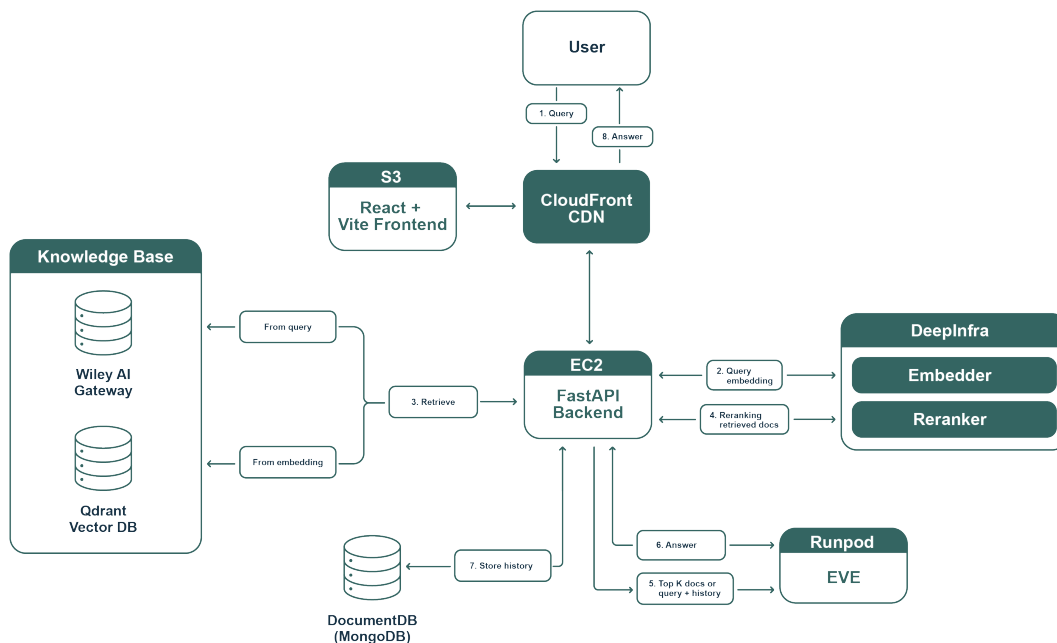 User
1. Query
8. Answer
S3
React +
Vite Frontend
CloudFront
CDN
Knowledge Base
Wiley AI
Gateway
Qdrant
Vector DB
From query
From embedding
3. Retrieve
EC2
FastAPI
Backend
2. Query
embedding
4. Reranking
retrieved docs
DeepInfra
Embedder
Reranker
6. Answer
5. Top K docs or
query + history
Runpod
EVE
7. Store history
DocumentDB
(MongoDB)